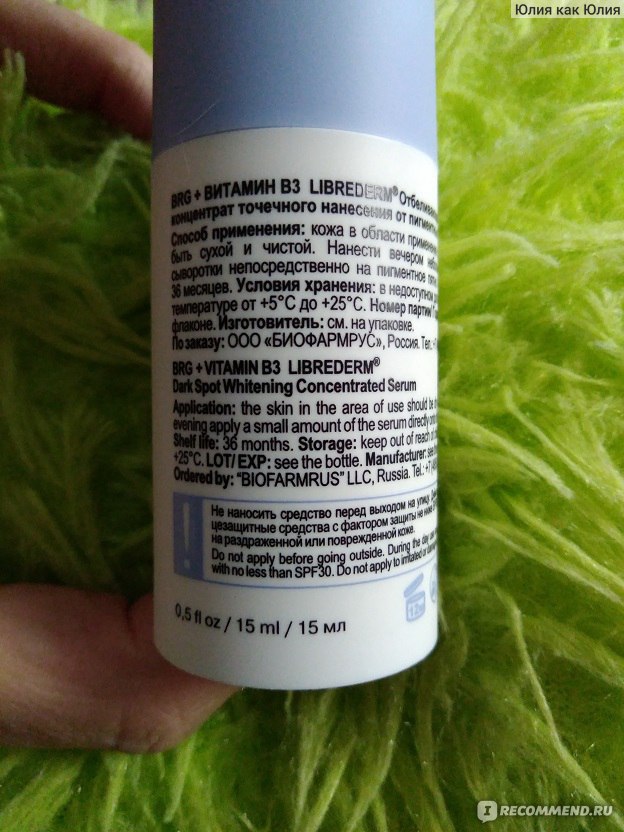 Юлия как Юлия
BRG + ВИТАМИН В3 LIBREDERM®
концентрат точечного нанесения от
Способ применения: кожа в области
быть сухой и чистой. Нанести вечером
сыворотки непосредственно на пигментное
36 месяцев. Условия хранения: в
температуре от +5°C до +25°C. Номер партии/
флаконе. Изготовитель: см. на упаковке.
По заказу: ООО «БИОФАРМРУС», Россия. Тел.:
BRG + VITAMIN B3 LIBREDERM®
Dark Spot Whitening Concentrated Serum
Application: the skin in the area of use should be
evening apply a small amount of the serum directly
Shelf life: 36 months. Storage: keep out of reach
+25°C. LOT/ EXP: see the bottle. Manufacturer: see
Ordered by: "BIOFARMRUS" LLC, Russia. Tel.:
Не наносить средство перед выходом на улицу.
цезащитные средства с фактором защиты не ниже
на раздраженной или поврежденной коже.
Do not apply before going outside. During the day
with no less than SPF30. Do not apply to irritated or
12м
0,5 fl oz / 15 ml / 15 мл
IRECOMMEND.RU